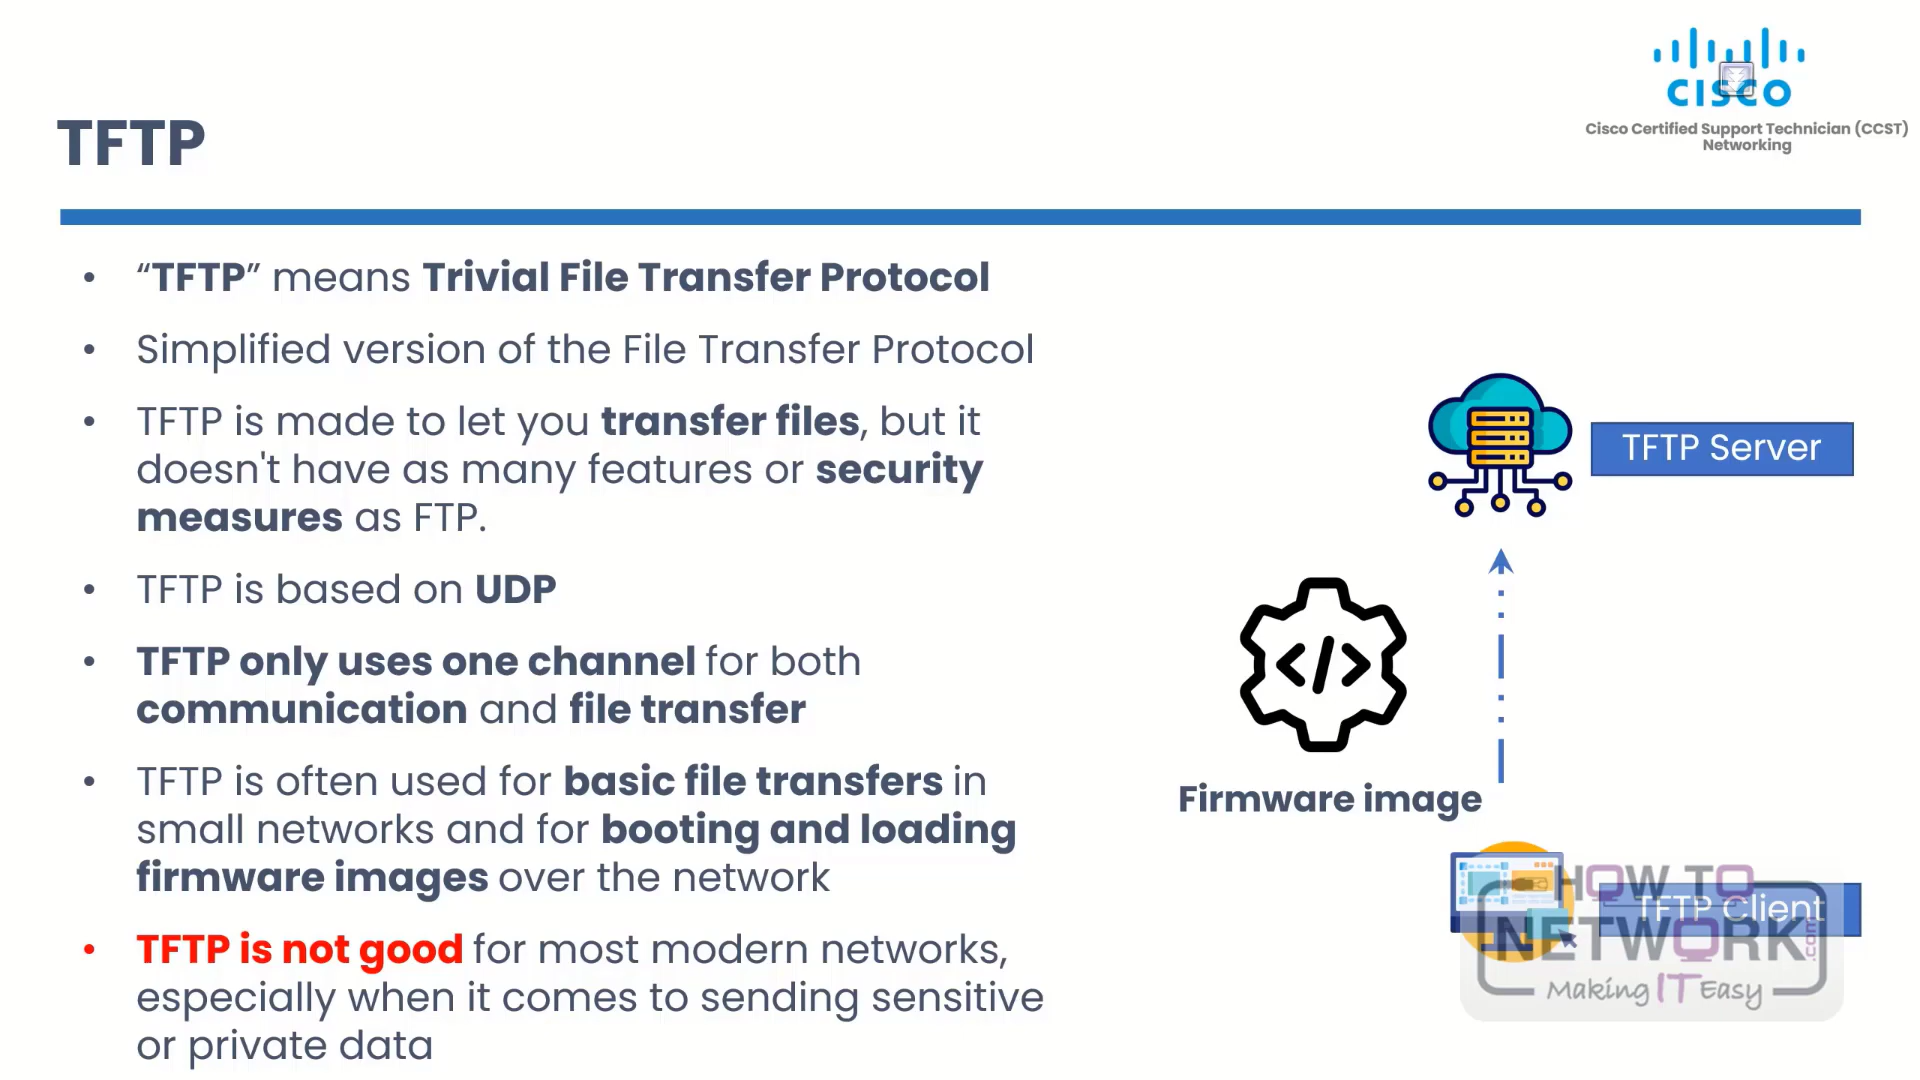 CISCO
Cisco Certified Support Technician (CCST)
Networking
TFTP
• “TFTP” means Trivial File Transfer Protocol
• Simplified version of the File Transfer Protocol
• TFTP is made to let you transfer files, but it
doesn't have as many features or security
measures as FTP.
• TFTP is based on UDP
• TFTP only uses one channel for both
communication and file transfer
• TFTP is often used for basic file transfers in
small networks and for booting and loading
firmware images over the network
• TFTP is not good for most modern networks,
especially when it comes to sending sensitive
or private data
TFTP Server
</>
Firmware image
TFTP Client
HOW TO
NETWORK.com
Making IT Easy